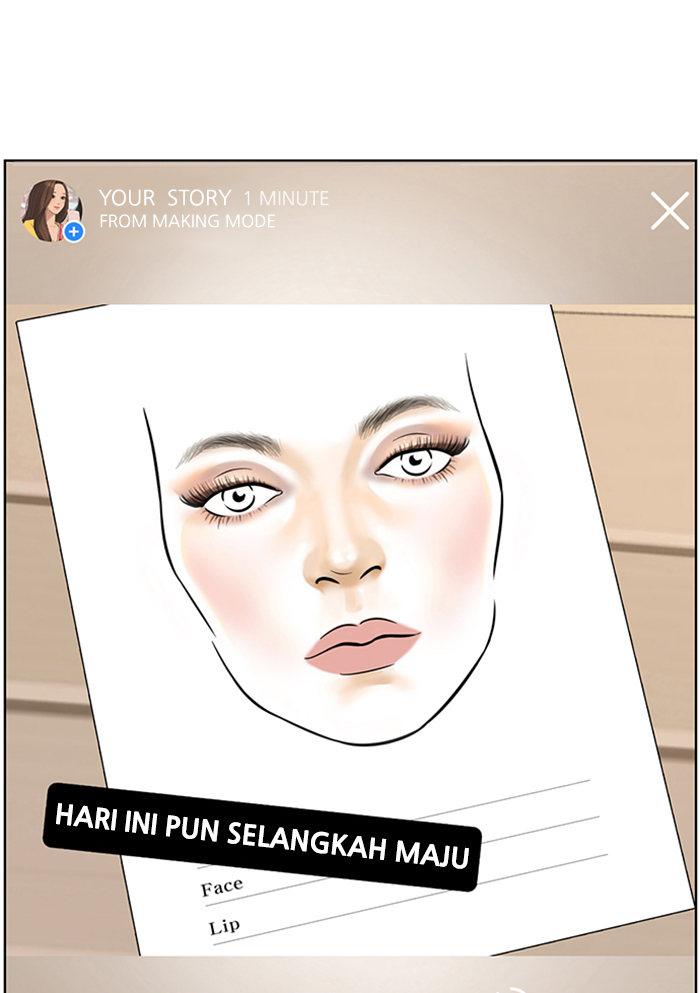 YOUR STORY 1 MINUTE
FROM MAKING MODE
HARI INI PUN SELANGKAH MAJU
Face
Lip